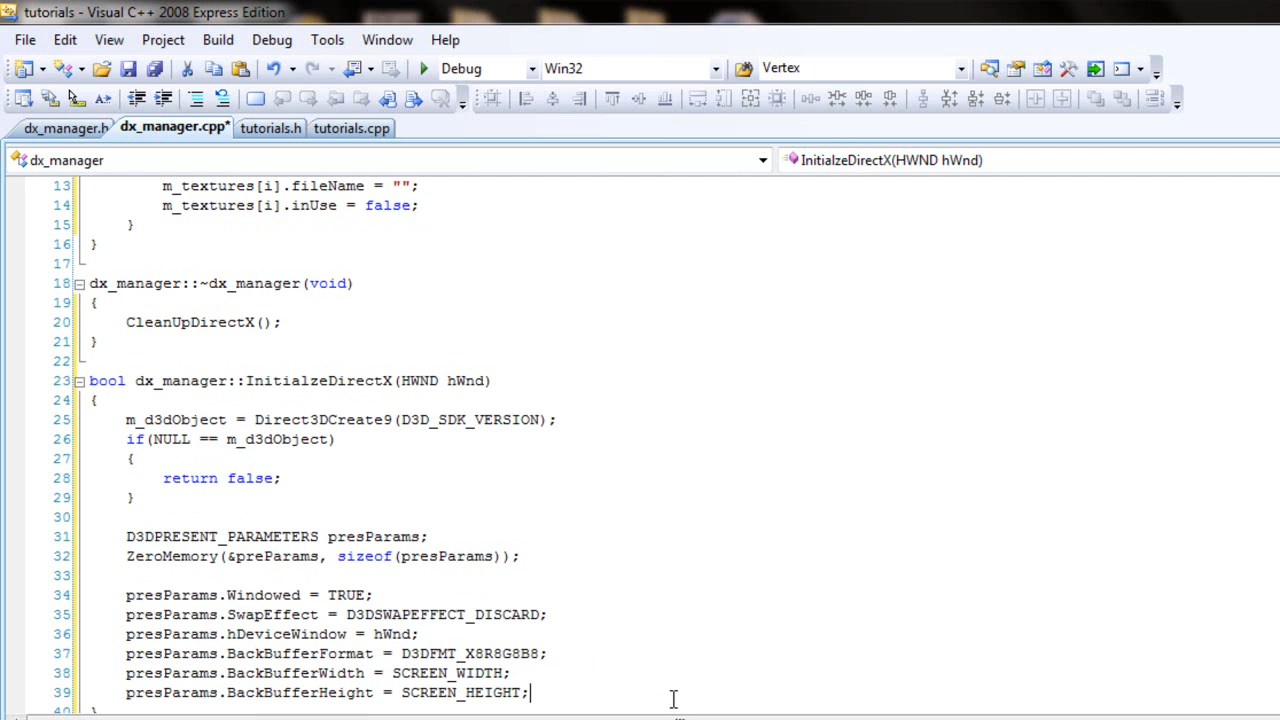 tutorials - Visual C++ 2008 Express Edition
File Edit View Project Build Debug Tools Window Help
Debug Win32 Vertex
dx_manager.h dx_manager.cpp* tutorials.h tutorials.cpp
dx_manager InitialzeDirectX(HWND hWnd)
13 m_textures[i].fileName = "";
14 m_textures[i].inUse = false;
15 }
16 }
17
18 dx_manager::~dx_manager(void)
19 {
20 CleanUpDirectX();
21 }
22
23 bool dx_manager::InitialzeDirectX(HWND hWnd)
24 {
25 m_d3dObject = Direct3DCreate9(D3D_SDK_VERSION);
26 if(NULL == m_d3dObject)
27 {
28 return false;
29 }
30
31 D3DPRESENT_PARAMETERS presParams;
32 ZeroMemory(&preParams, sizeof(presParams));
33
34 presParams.Windowed = TRUE;
35 presParams.SwapEffect = D3DSWAPEFFECT_DISCARD;
36 presParams.hDeviceWindow = hWnd;
37 presParams.BackBufferFormat = D3DFMT_X8R8G8B8;
38 presParams.BackBufferWidth = SCREEN_WIDTH;
39 presParams.BackBufferHeight = SCREEN_HEIGHT;
40 }